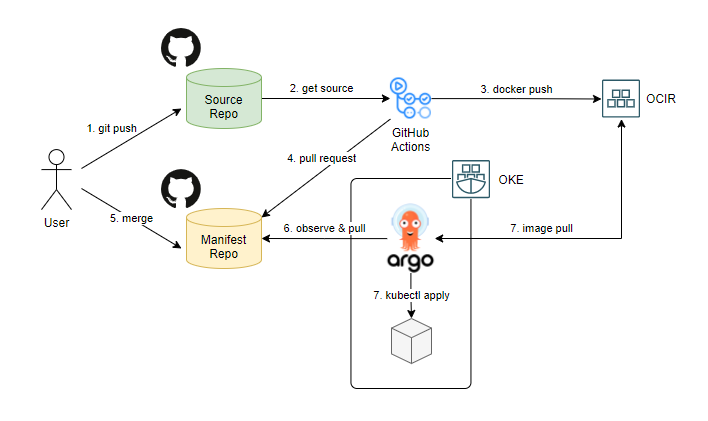 2. get source
3. docker push
Source
Repo
OCIR
1. git push
GitHub
Actions
4. pull request
OKE
User
5. merge
6. observe & pull
7. image pull
Manifest
Repo
argo
7. kubectl apply